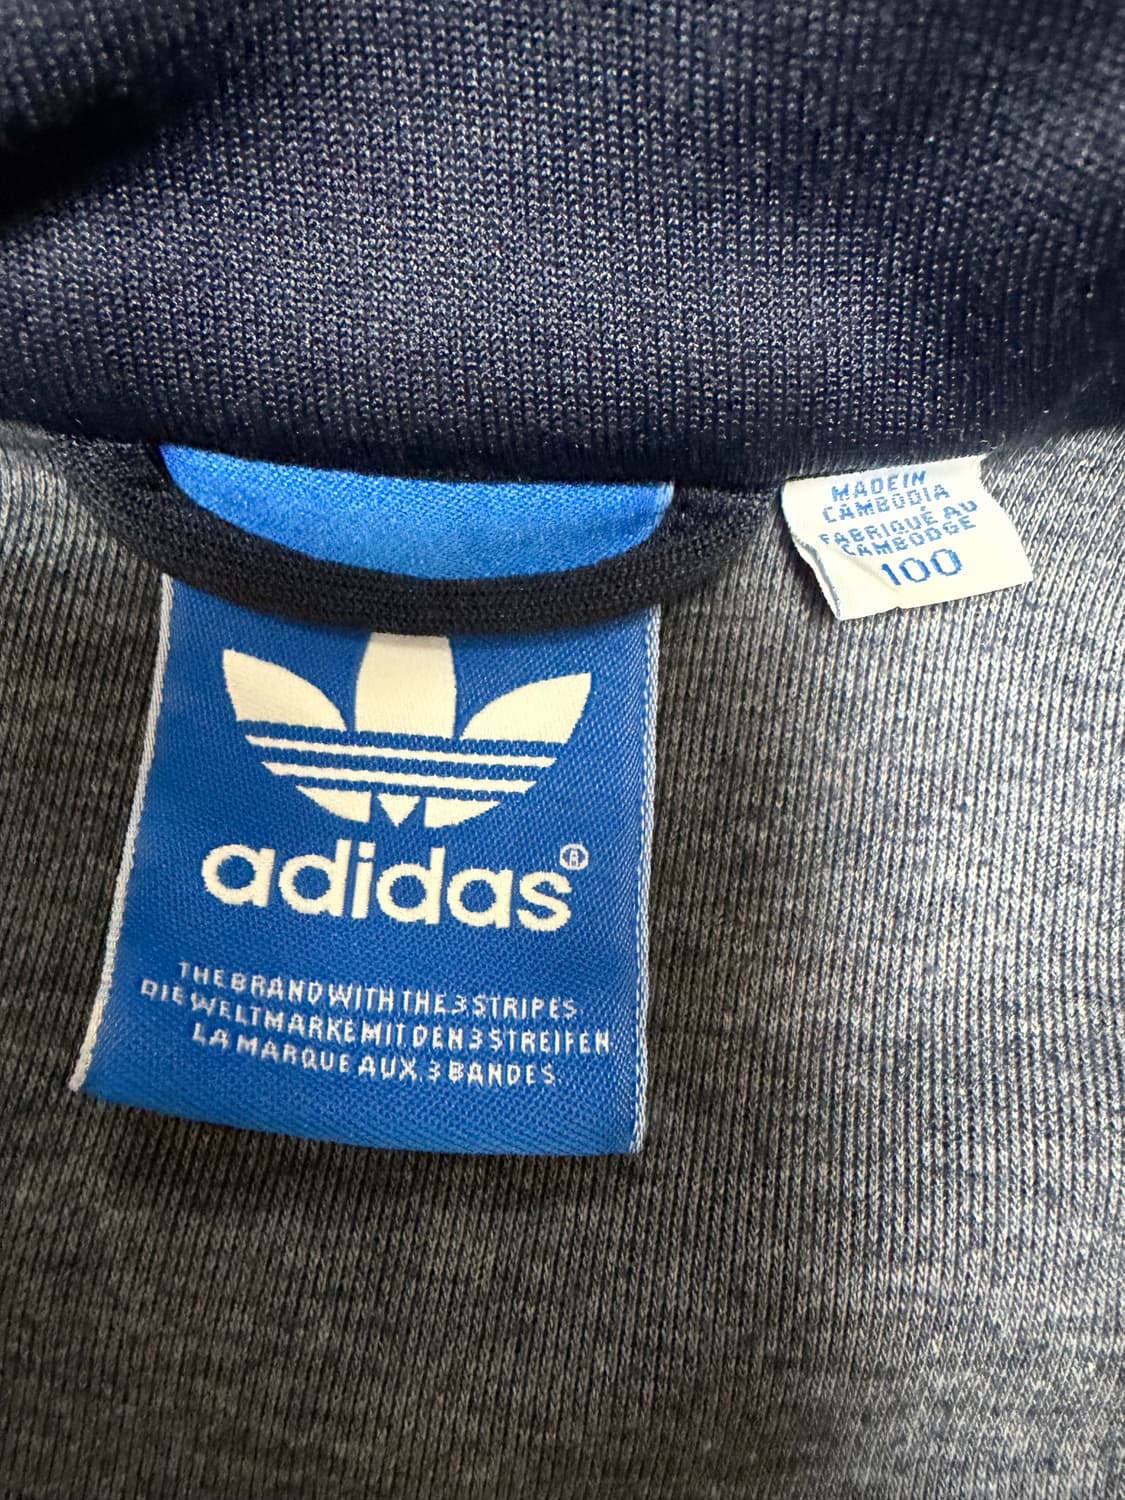 MADE IN
CAMBODIA
FABRIQUÉ AU
CAMBODGE
100
adidas®
THE BRAND WITH THE 3 STRIPES
DIE WELTMARKE MIT DEN 3 STREIFEN
LA MARQUE AUX 3 BANDES